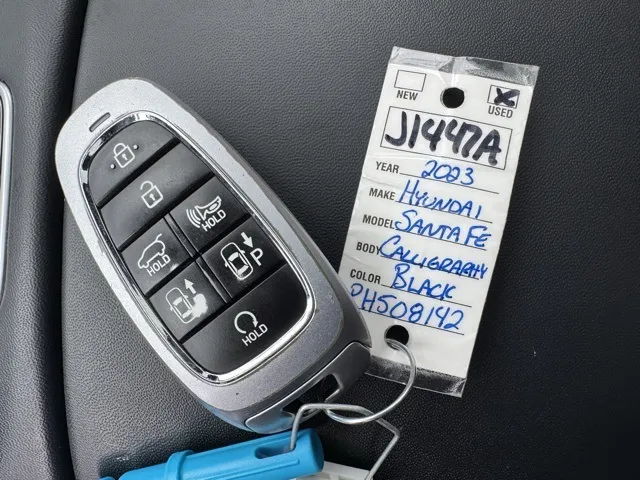 NEW
USED
J1447A
YEAR 2023
MAKE HYUNDAI
MODEL SANTA FE
BODY CALLIGRAPHY
COLOR BLACK
PH508142
HOLD
HOLD
P
HOLD